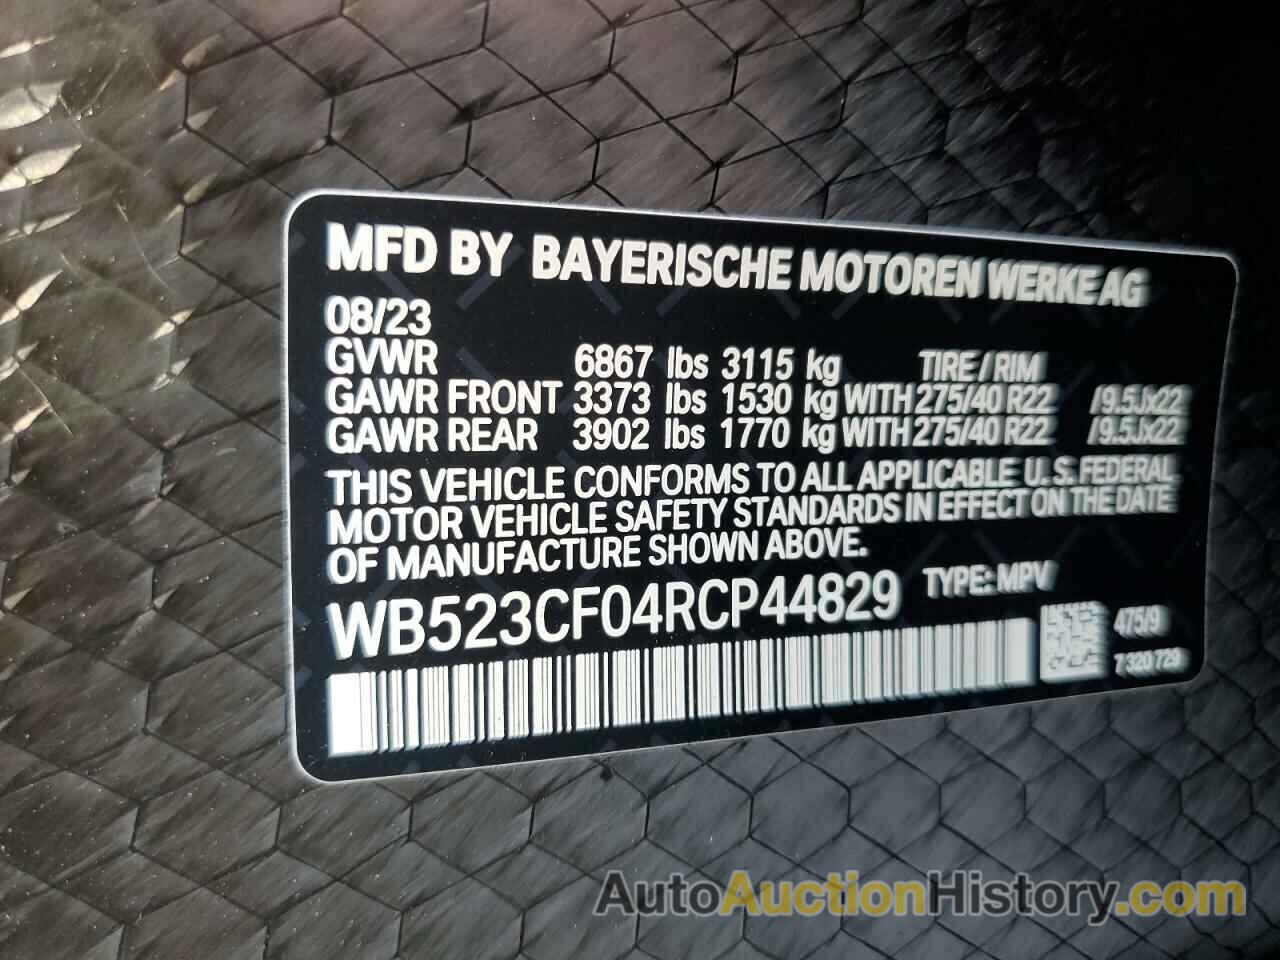 MFD BY BAYERISCHE MOTOREN WERKE AG
08/23
GVWR 6867 lbs 3115 kg TIRE / RIM
GAWR FRONT 3373 lbs 1530 kg WITH 275/40 R22 /9.5Jx22
GAWR REAR 3902 lbs 1770 kg WITH 275/40 R22 /9.5Jx22
THIS VEHICLE CONFORMS TO ALL APPLICABLE U.S. FEDERAL
MOTOR VEHICLE SAFETY STANDARDS IN EFFECT ON THE DATE
OF MANUFACTURE SHOWN ABOVE.
WB523CF04RCP44829 TYPE: MPV
475/9
7 320 729
AutoAuctionHistory.com